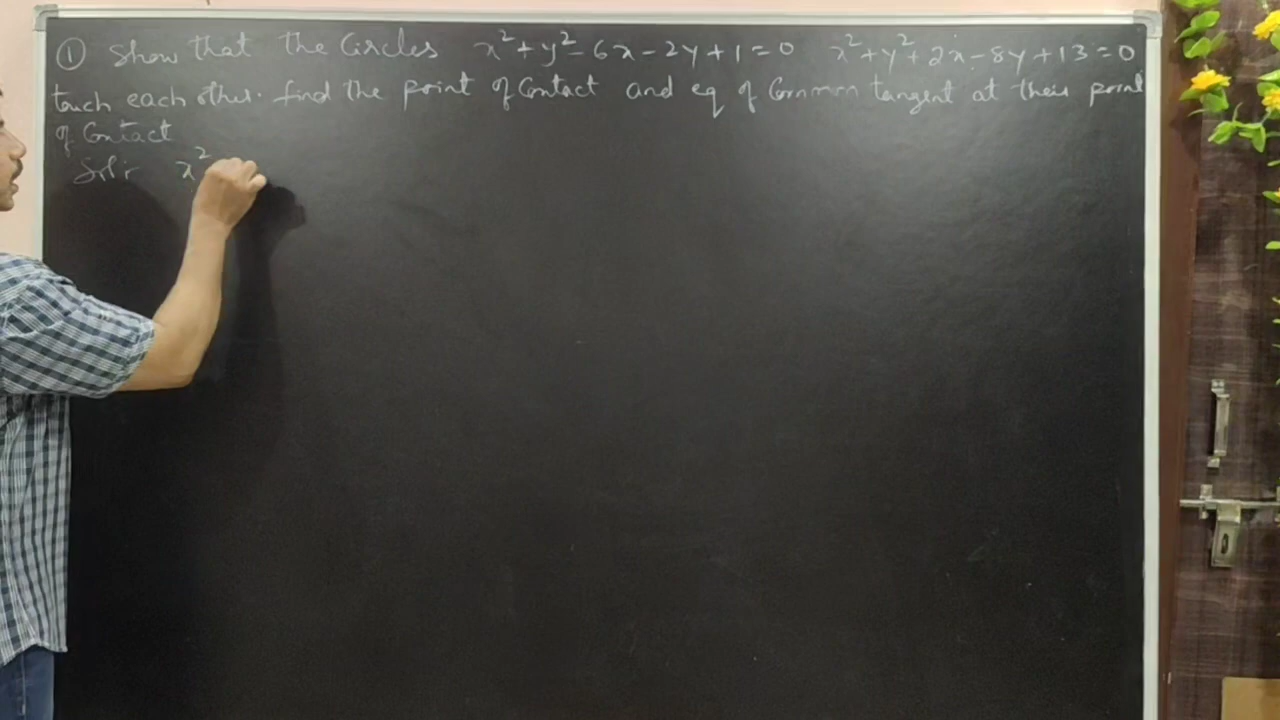 ① Show that the Circles x²+y²-6x-2y+1=0 x²+y²+2x-8y+13=0
touch each other. find the point of Contact and eq of Common tangent at their point
of Contact
Sol:- x²